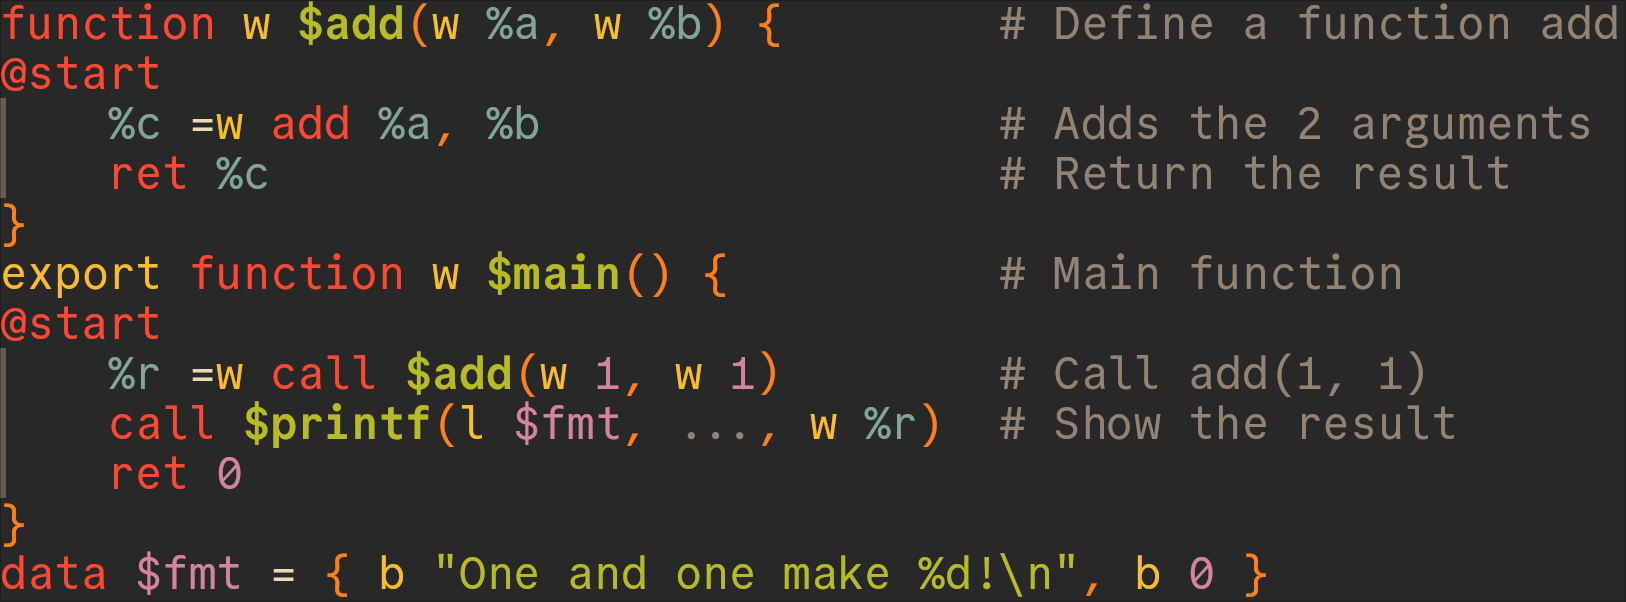 function w $add(w %a, w %b) {        # Define a function add
@start
    %c =w add %a, %b                 # Adds the 2 arguments
    ret %c                           # Return the result
}
export function w $main() {          # Main function
@start
    %r =w call $add(w 1, w 1)        # Call add(1, 1)
    call $printf(l $fmt, ..., w %r)  # Show the result
    ret 0
}
data $fmt = { b "One and one make %d!\n", b 0 }